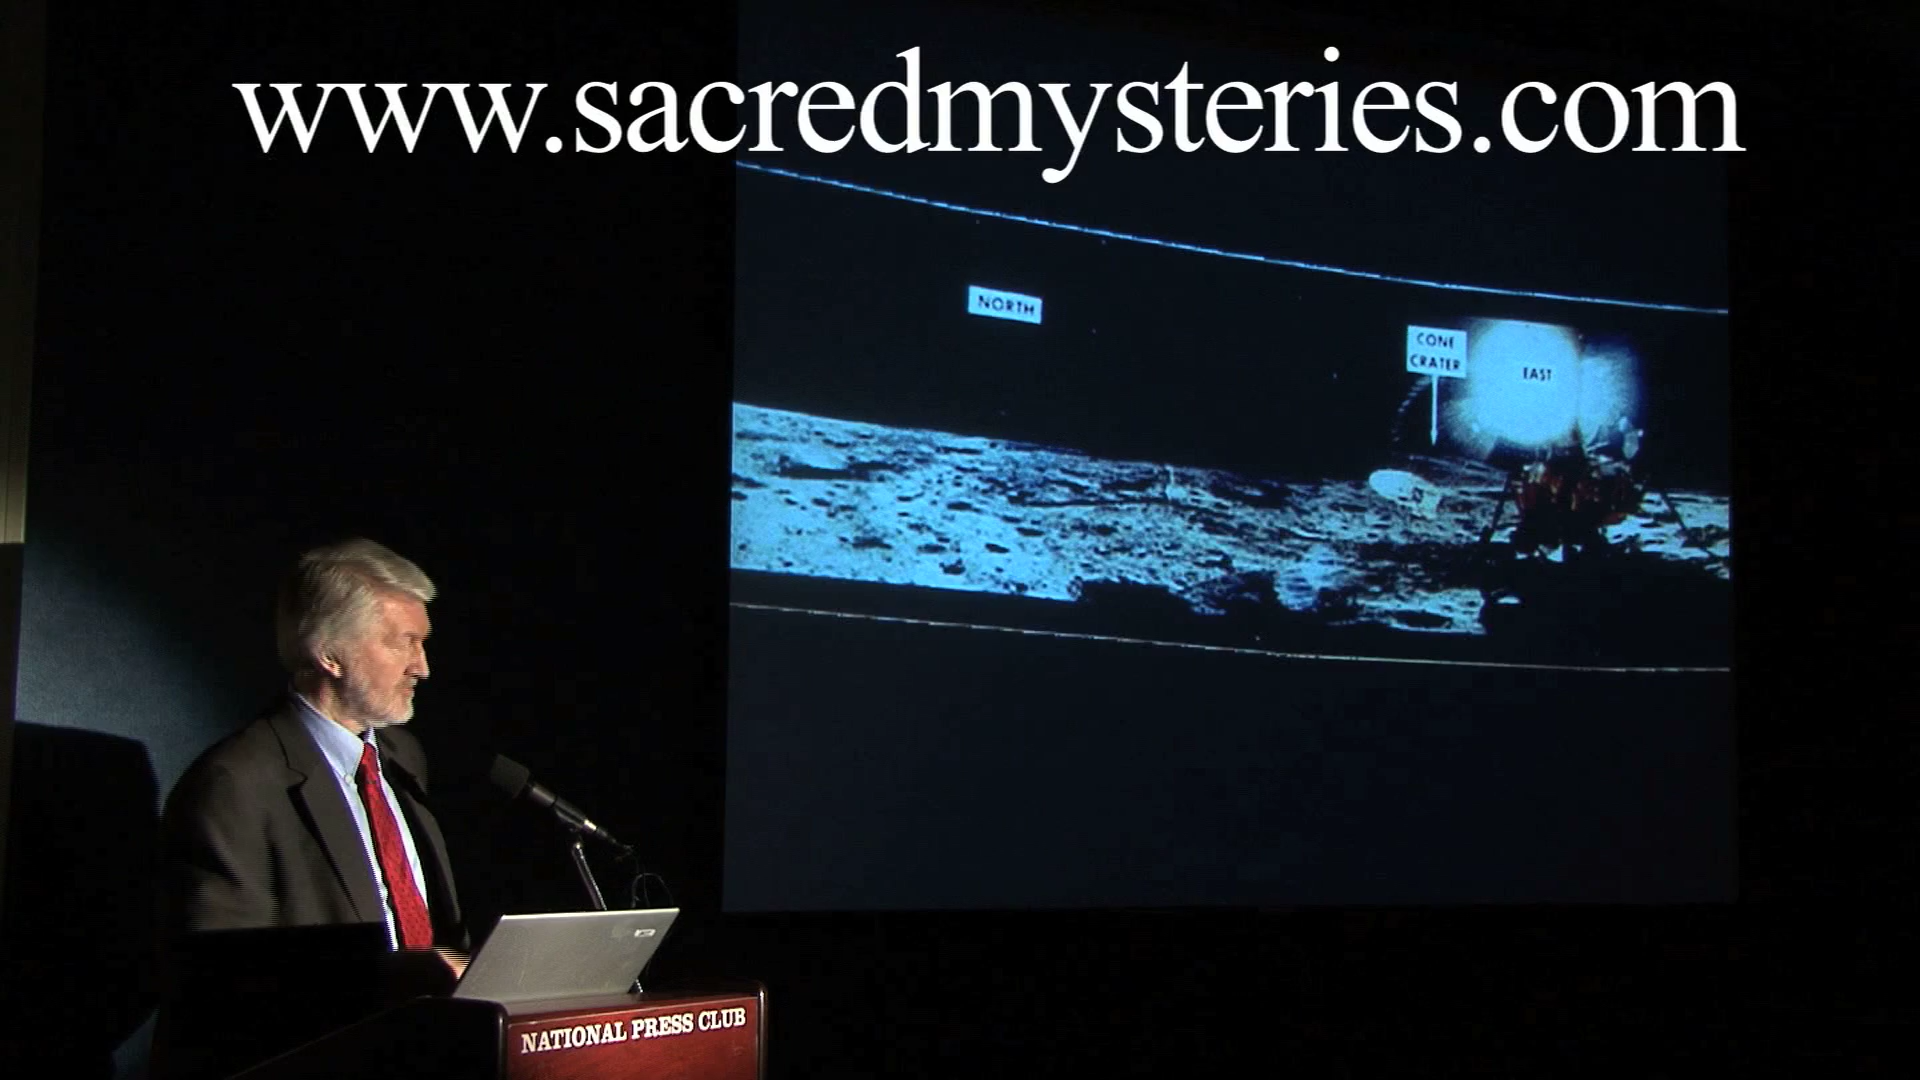 www.sacredmysteries.com
NORTH
CONE
CRATER
EAST
NATIONAL PRESS CLUB